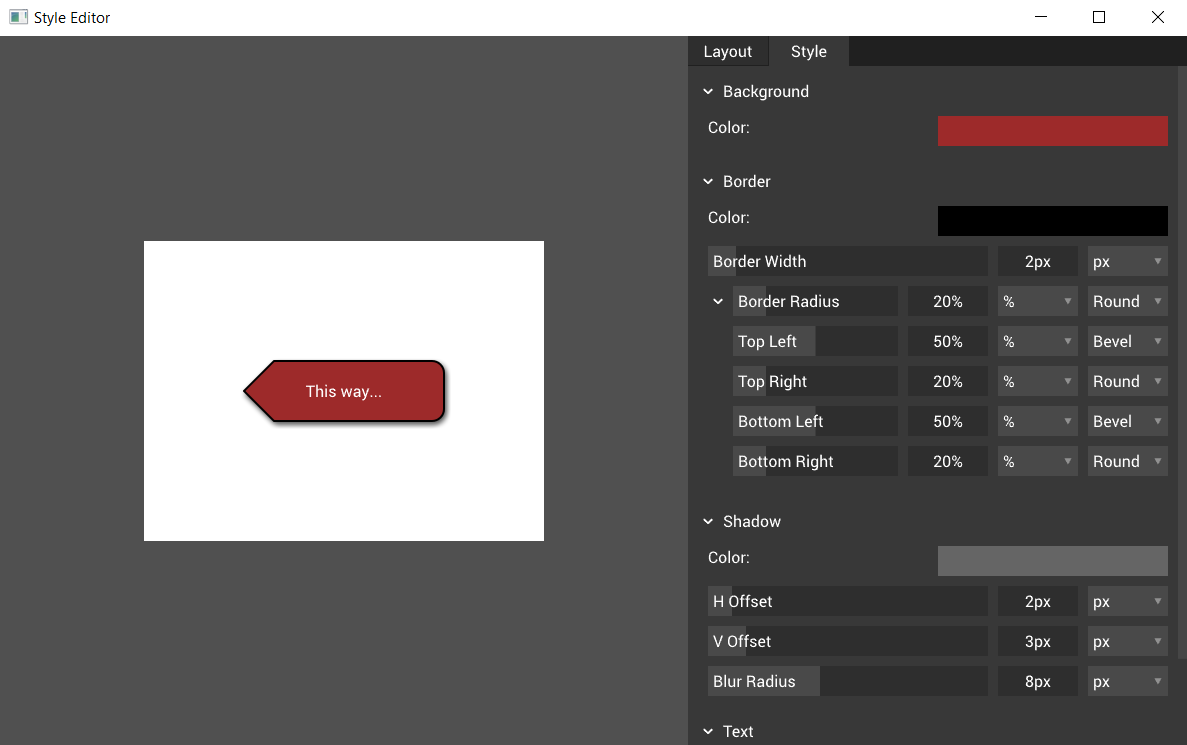 Style Editor
Layout Style
Background
Color:
Border
Color:
Border Width 2px px
Border Radius 20% % Round
Top Left 50% % Bevel
Top Right 20% % Round
Bottom Left 50% % Bevel
Bottom Right 20% % Round
Shadow
Color:
H Offset 2px px
V Offset 3px px
Blur Radius 8px px
Text
This way...